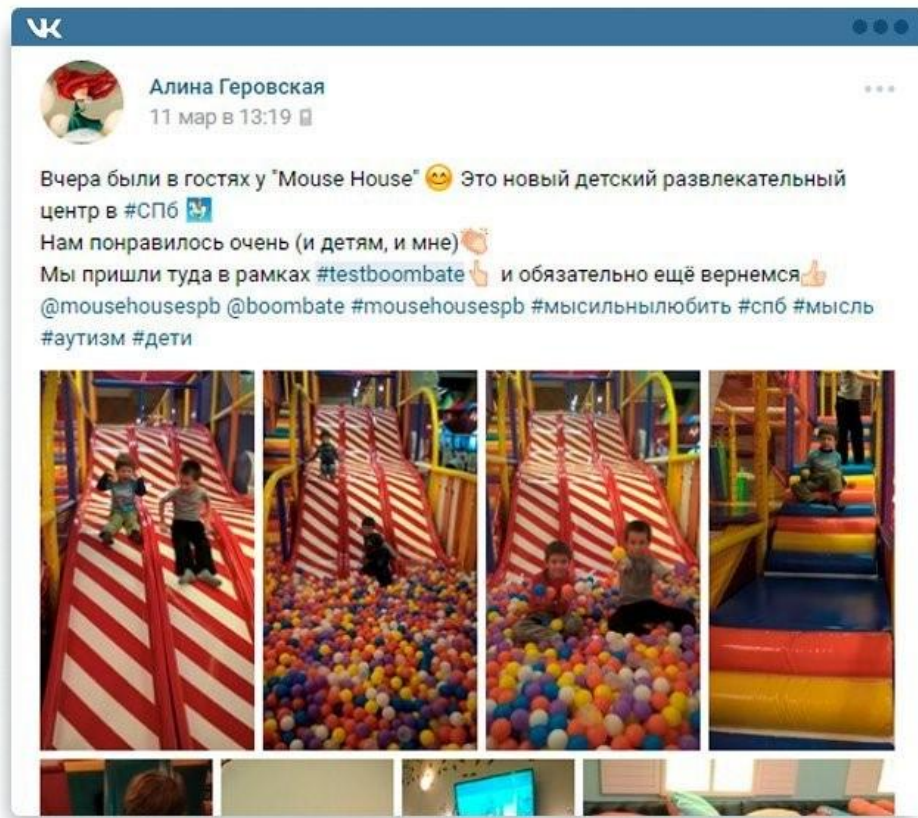 VK
Алина Геровская
11 мар в 13:19
Вчера были в гостях у "Mouse House" 😊 Это новый детский развлекательный
центр в #СПб 🎠
Нам понравилось очень (и детям, и мне)👏
Мы пришли туда в рамках #testboombate👆 и обязательно ещё вернемся👍
@mousehousespb @boombate #mousehousespb #мысильнылюбить #спб #мысль
#аутизм #дети